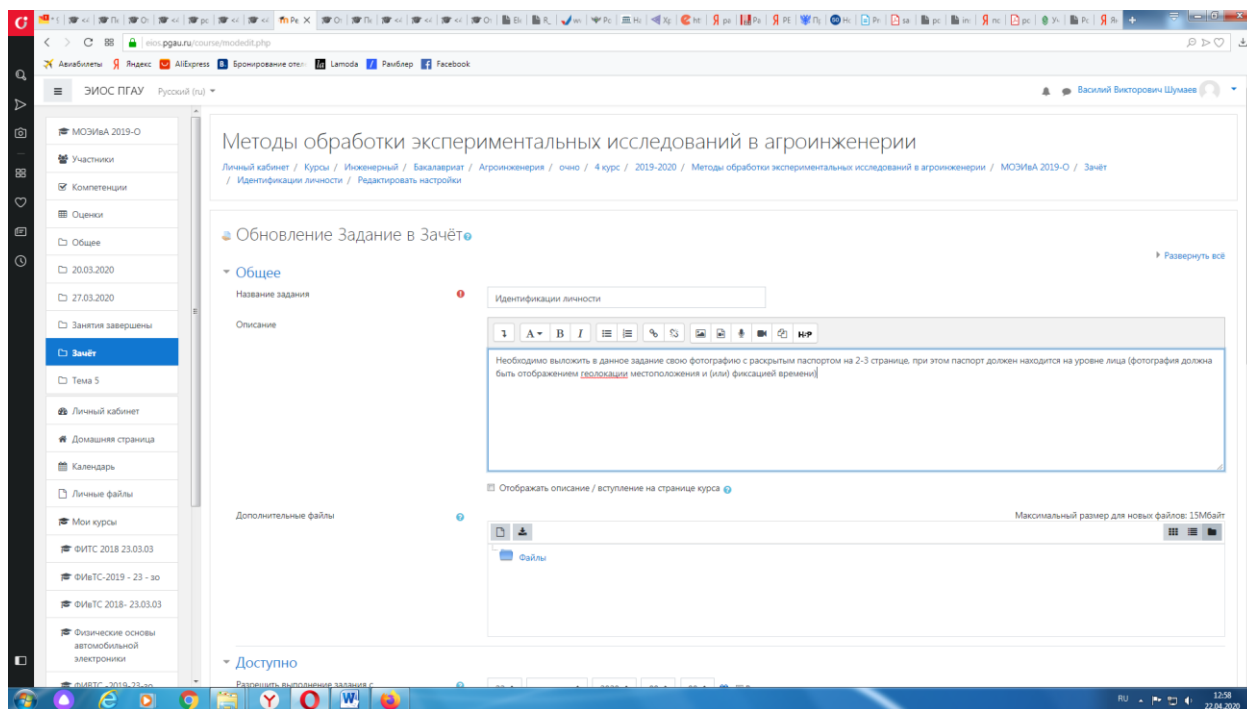 eios.pgau.ru/course/modedit.php
Авиабилеты Яндекс AliExpress Бронирование отел Lamoda Рамблер Facebook
ЭИОС ПГАУ Русский (ru)
Василий Викторович Шумаев
МОЭИвА 2019-О
Участники
Компетенции
Оценки
Общее
20.03.2020
27.03.2020
Занятия завершены
Зачёт
Тема 5
Личный кабинет
Домашняя страница
Календарь
Личные файлы
Мои курсы
ФИТС 2018 23.03.03
ФИвТС-2019 - 23 - зо
ФИвТС 2018- 23.03.03
Физические основы
автомобильной
электроники
Методы обработки экспериментальных исследований в агроинженерии
Личный кабинет / Курсы / Инженерный / Бакалавриат / Агроинженерия / очно / 4 курс / 2019-2020 / Методы обработки экспериментальных исследований в агроинженерии / МОЭИвА 2019-О / Зачёт
/ Идентификации личности / Редактировать настройки
Обновление Задание в Зачёт
Развернуть всё
Общее
Название задания
Идентификации личности
Описание
Необходимо выложить в данное задание свою фотографию с раскрытым паспортом на 2-3 странице, при этом паспорт должен находится на уровне лица (фотография должна
быть отображением геолокации местоположения и (или) фиксацией времени)
Отображать описание / вступление на странице курса
Дополнительные файлы
Максимальный размер для новых файлов: 15Мбайт
Файлы
Доступно
Разрешить выполнение задания с
RU
12:58
22.04.2020